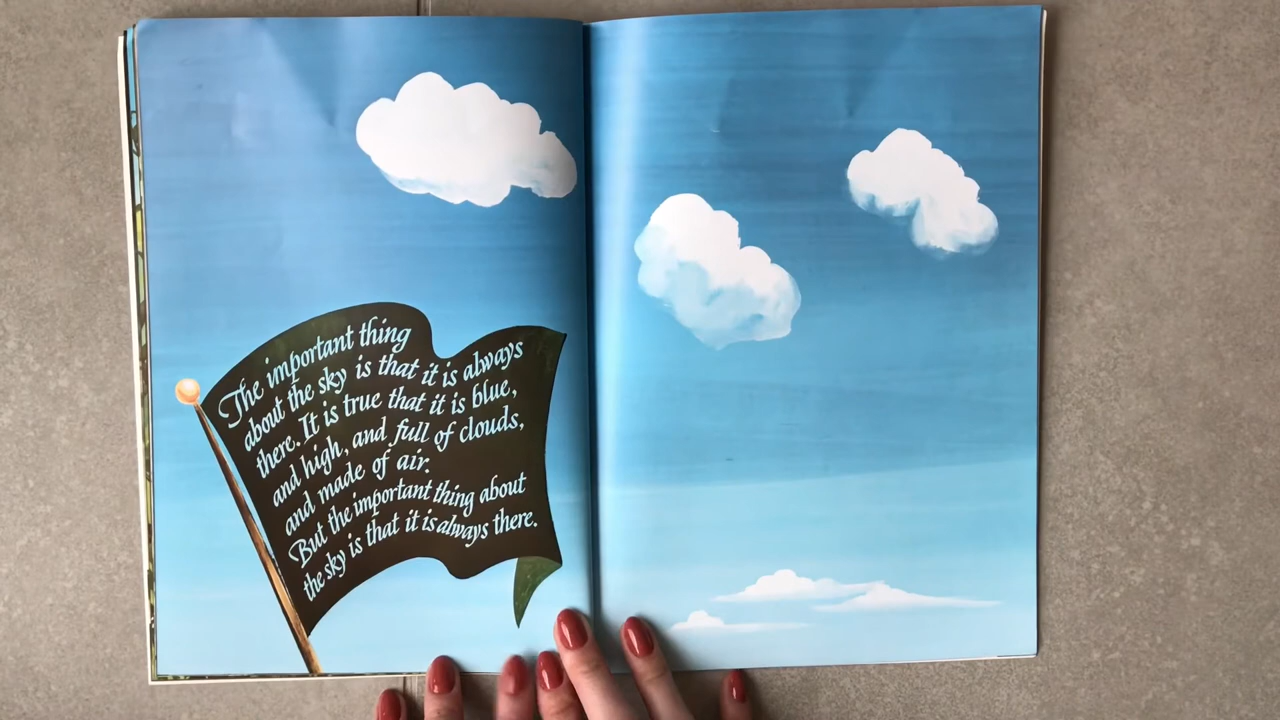 The important thing
about the sky is that it is always
there. It is true that it is blue,
and high, and full of clouds,
and made of air.
But the important thing about
the sky is that it is always there.